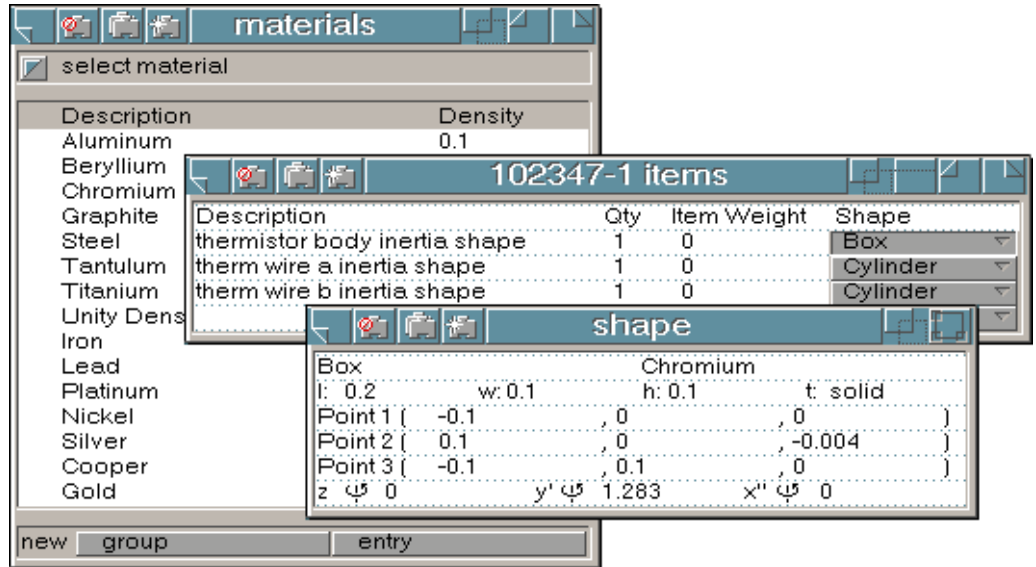 materials
select material
Description Density
Aluminum 0.1
Beryllium
Chromium
Graphite
Steel
Tantulum
Titanium
Unity Dens
Iron
Lead
Platinum
Nickel
Silver
Cooper
Gold
new group entry
102347-1 items
Description Qty Item Weight Shape
thermistor body inertia shape 1 0 Box
therm wire a inertia shape 1 0 Cylinder
therm wire b inertia shape 1 0 Cylinder
shape
Box Chromium
l: 0.2 w: 0.1 h: 0.1 t: solid
Point 1 ( -0.1 , 0 , 0 )
Point 2 ( 0.1 , 0 , -0.004 )
Point 3 ( -0.1 , 0.1 , 0 )
z 0 y' 1.283 x" 0